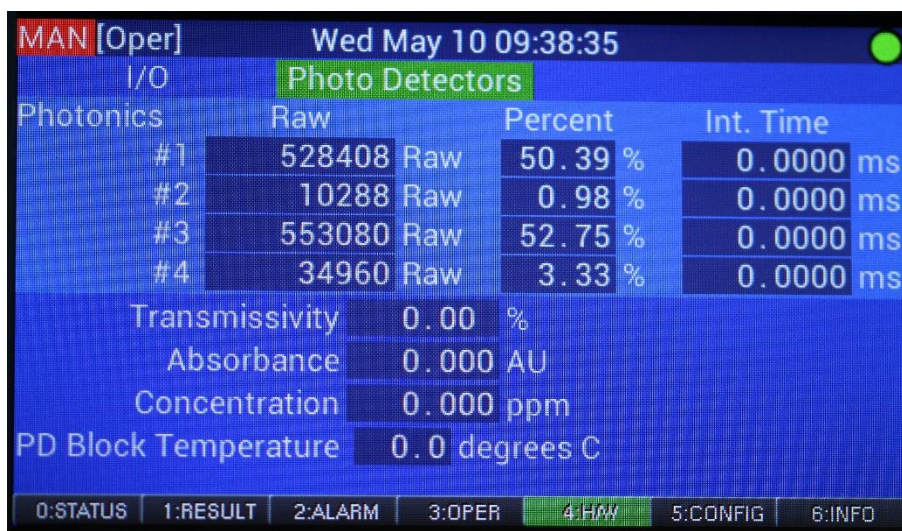 MAN [Oper] Wed May 10 09:38:35
I/O Photo Detectors
Photonics Raw Percent Int. Time
#1 528408 Raw 50.39 % 0.0000 ms
#2 10288 Raw 0.98 % 0.0000 ms
#3 553080 Raw 52.75 % 0.0000 ms
#4 34960 Raw 3.33 % 0.0000 ms
Transmissivity 0.00 %
Absorbance 0.000 AU
Concentration 0.000 ppm
PD Block Temperature 0.0 degrees C
0:STATUS 1:RESULT 2:ALARM 3:OPER 4:H/W 5:CONFIG 6:INFO